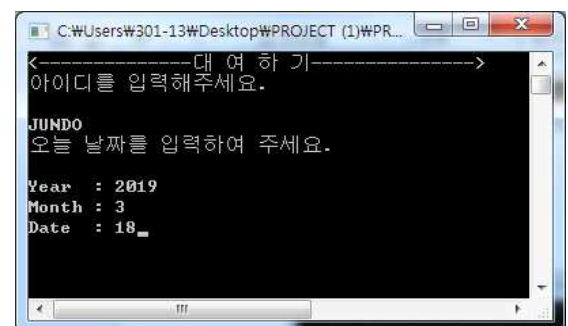 C:₩Users₩301-13₩Desktop₩PROJECT (1)₩PR...
<--------------대 여 하 기--------------->
아이디를 입력해주세요.
JUNDO
오늘 날짜를 입력하여 주세요.
Year : 2019
Month : 3
Date : 18_